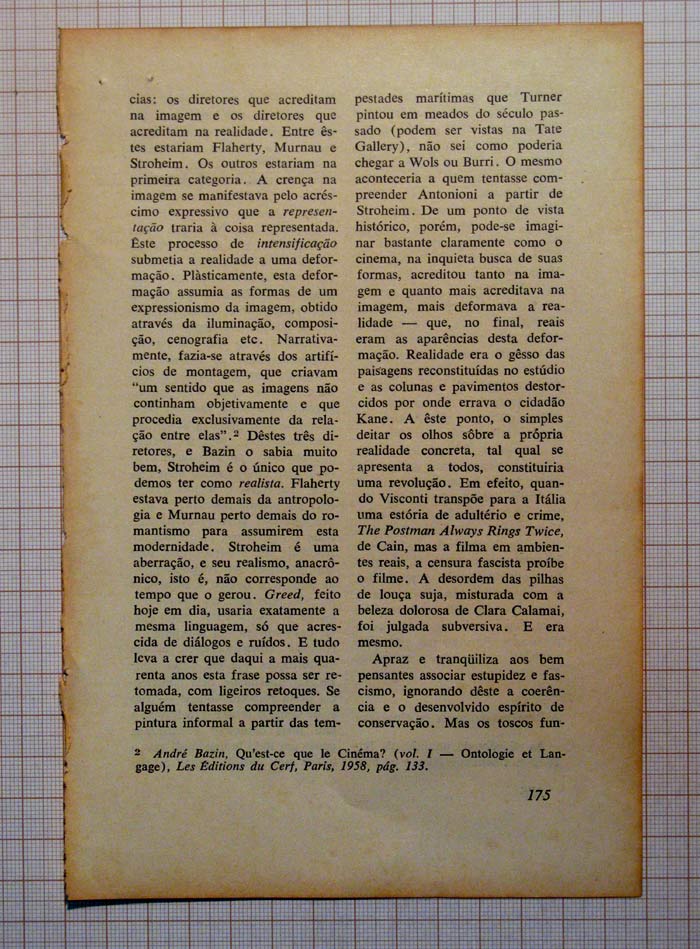 cias: os diretores que acreditam
na imagem e os diretores que
acreditam na realidade. Entre ês-
tes estariam Flaherty, Murnau e
Stroheim. Os outros estariam na
primeira categoria. A crença na
imagem se manifestava pelo acrés-
cimo expressivo que a represen-
tação traria à coisa representada.
Êste processo de intensificação
submetia a realidade a uma defor-
mação. Plàsticamente, esta defor-
mação assumia as formas de um
expressionismo da imagem, obtido
através da iluminação, composi-
ção, cenografia etc. Narrativa-
mente, fazia-se através dos artifí-
cios de montagem, que criavam
"um sentido que as imagens não
continham objetivamente e que
procedia exclusivamente da rela-
ção entre elas".² Dêstes três di-
retores, e Bazin o sabia muito
bem, Stroheim é o único que po-
demos ter como realista. Flaherty
estava perto demais da antropolo-
gia e Murnau perto demais do ro-
mantismo para assumirem esta
modernidade. Stroheim é uma
aberração, e seu realismo, anacrô-
nico, isto é, não corresponde ao
tempo que o gerou. Greed, feito
hoje em dia, usaria exatamente a
mesma linguagem, só que acres-
cida de diálogos e ruídos. E tudo
leva a crer que daqui a mais qua-
renta anos esta frase possa ser re-
tomada, com ligeiros retoques. Se
alguém tentasse compreender a
pintura informal a partir das tem-
pestades marítimas que Turner
pintou em meados do século pas-
sado (podem ser vistas na Tate
Gallery), não sei como poderia
chegar a Wols ou Burri. O mesmo
aconteceria a quem tentasse com-
preender Antonioni a partir de
Stroheim. De um ponto de vista
histórico, porém, pode-se imagi-
nar bastante claramente como o
cinema, na inquieta busca de suas
formas, acreditou tanto na ima-
gem e quanto mais acreditava na
imagem, mais deformava a rea-
lidade — que, no final, reais
eram as aparências desta defor-
mação. Realidade era o gêsso das
paisagens reconstituídas no estúdio
e as colunas e pavimentos destor-
cidos por onde errava o cidadão
Kane. A êste ponto, o simples
deitar os olhos sôbre a própria
realidade concreta, tal qual se
apresenta a todos, constituiria
uma revolução. Em efeito, quan-
do Visconti transpõe para a Itália
uma estória de adultério e crime,
The Postman Always Rings Twice,
de Cain, mas a filma em ambien-
tes reais, a censura fascista proíbe
o filme. A desordem das pilhas
de louça suja, misturada com a
beleza dolorosa de Clara Calamai,
foi julgada subversiva. E era
mesmo.
Apraz e tranqüiliza aos bem
pensantes associar estupidez e fas-
cismo, ignorando dêste a coerên-
cia e o desenvolvido espírito de
conservação. Mas os toscos fun-
² André Bazin, Qu'est-ce que le Cinéma? (vol. I — Ontologie et Lan-
gage), Les Éditions du Cerf, Paris, 1958, pág. 133.
175